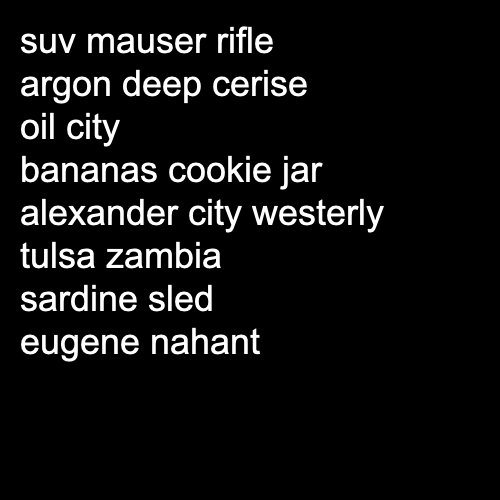 suv mauser rifle
argon deep cerise
oil city
bananas cookie jar
alexander city westerly
tulsa zambia
sardine sled
eugene nahant